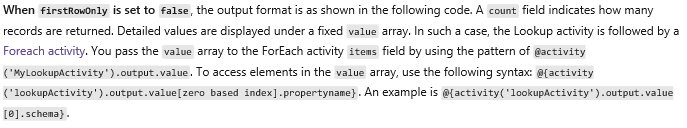 When firstRowOnly is set to false, the output format is as shown in the following code. A count field indicates how many
records are returned. Detailed values are displayed under a fixed value array. In such a case, the Lookup activity is followed by a
Foreach activity. You pass the value array to the ForEach activity items field by using the pattern of @activity
('MyLookupActivity').output.value. To access elements in the value array, use the following syntax: @{activity
('lookupActivity').output.value[zero based index].propertyname}. An example is @{activity('lookupActivity').output.value
[0].schema}.